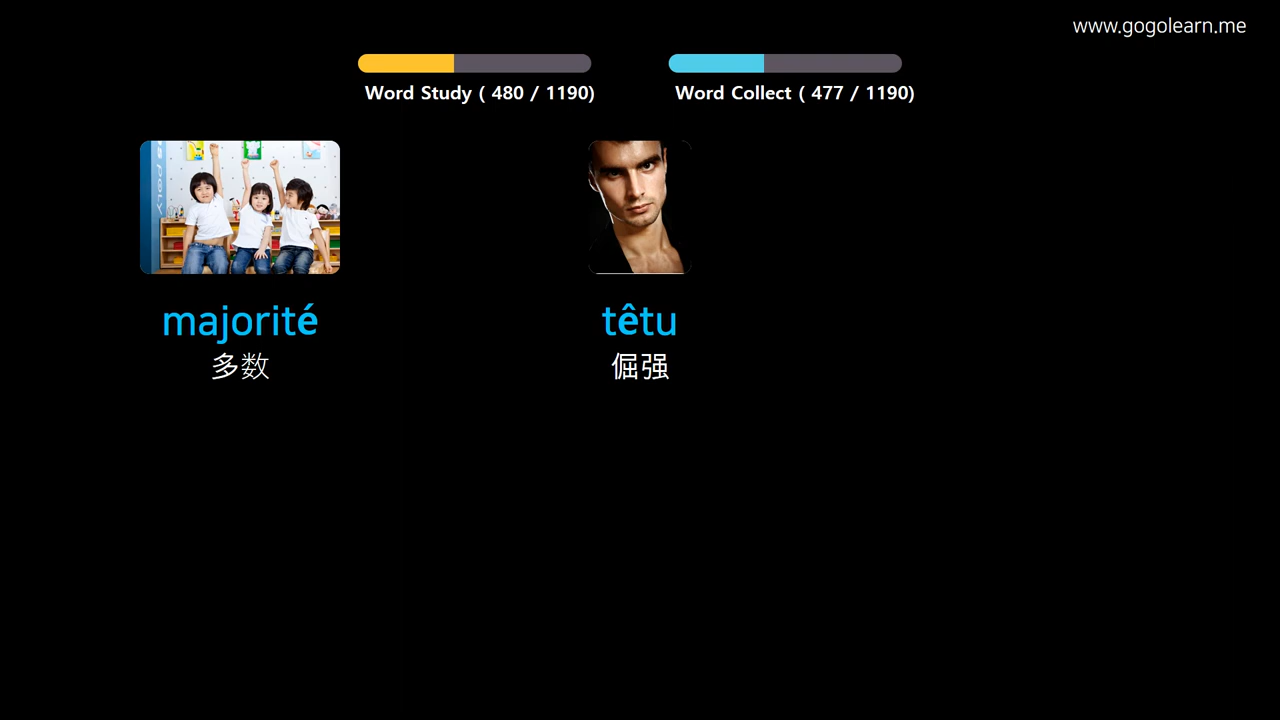 www.gogolearn.me
Word Study ( 480 / 1190)
Word Collect ( 477 / 1190)
majorité
têtu
多数
倔强